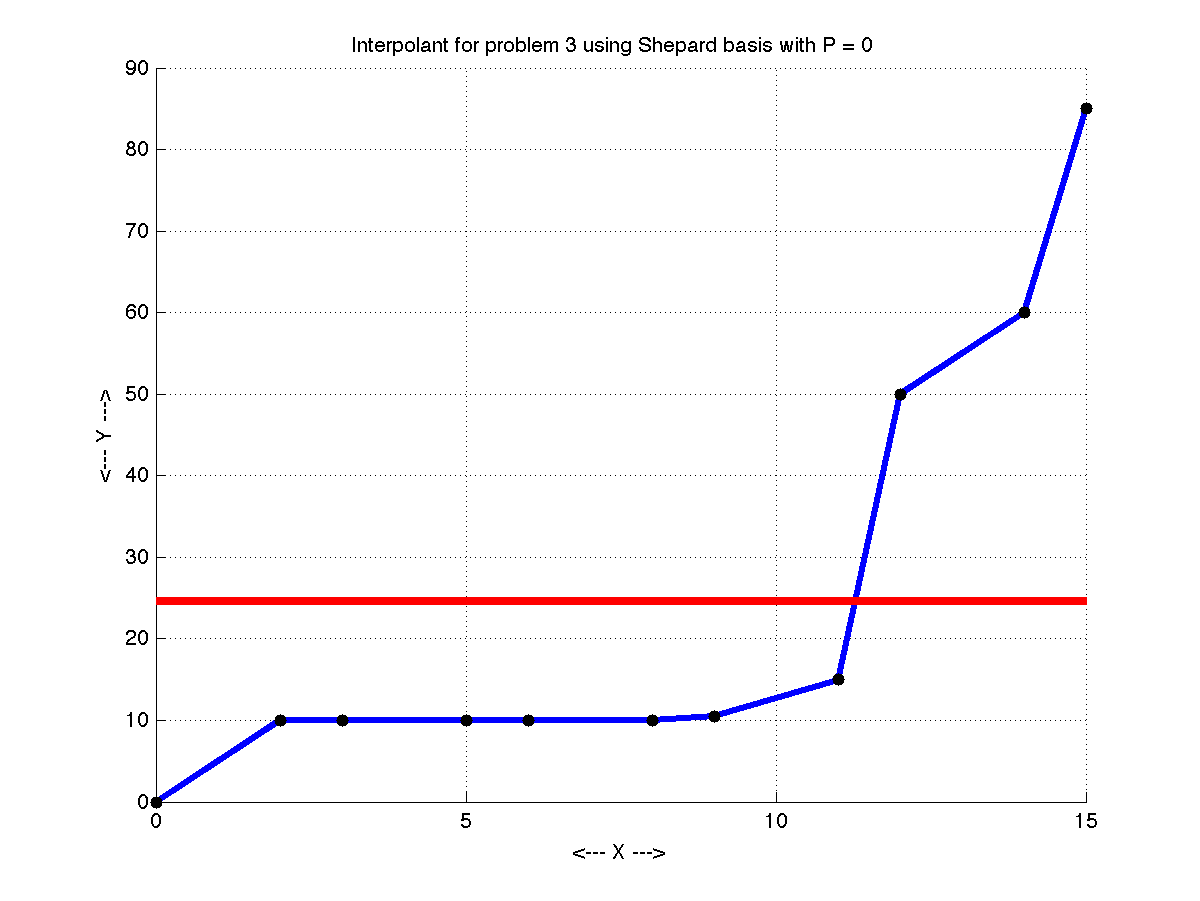 Interpolant for problem 3 using Shepard basis with P = 0
90
80
70
60
50
40
30
20
10
0
<--- Y --->
0 5 10 15
<--- X --->